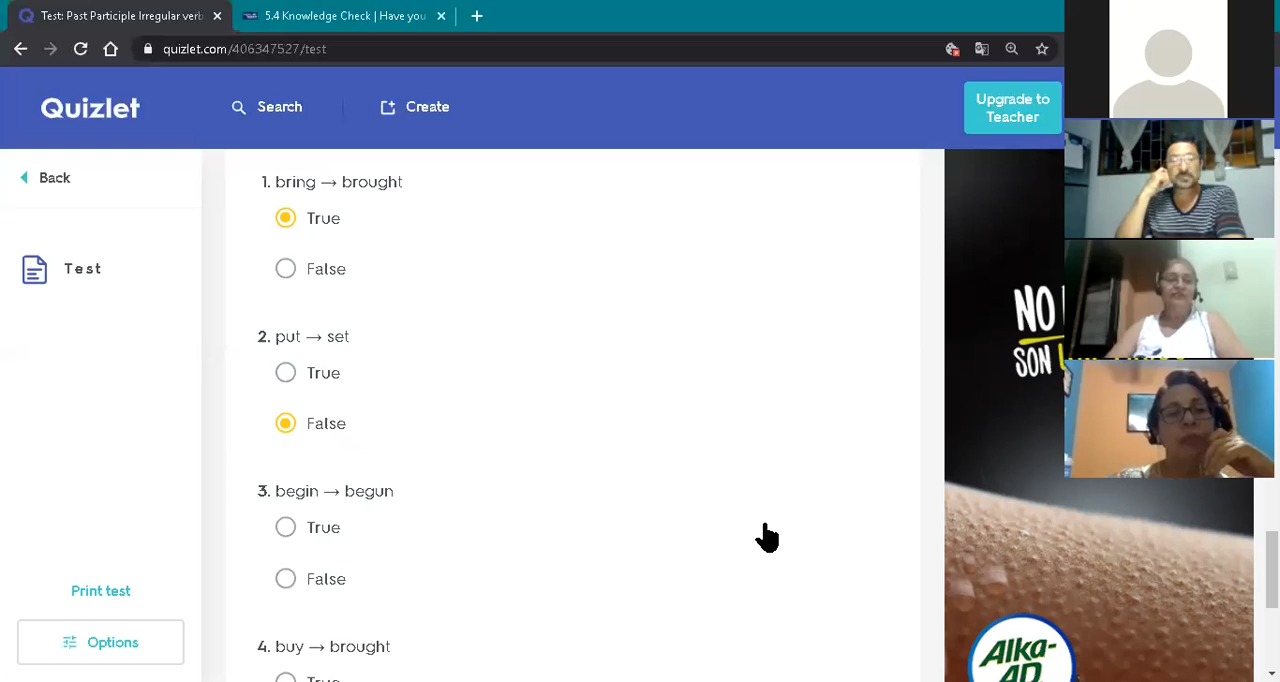 Test: Past Participle Irregular verb
5.4 Knowledge Check | Have you
quizlet.com/406347527/test
Quizlet
Search
Create
Upgrade to
Teacher
Back
Test
Print test
Options
1. bring → brought
True
False
2. put → set
True
False
3. begin → begun
True
False
4. buy → brought
True
NO
SON
Alka-
AD